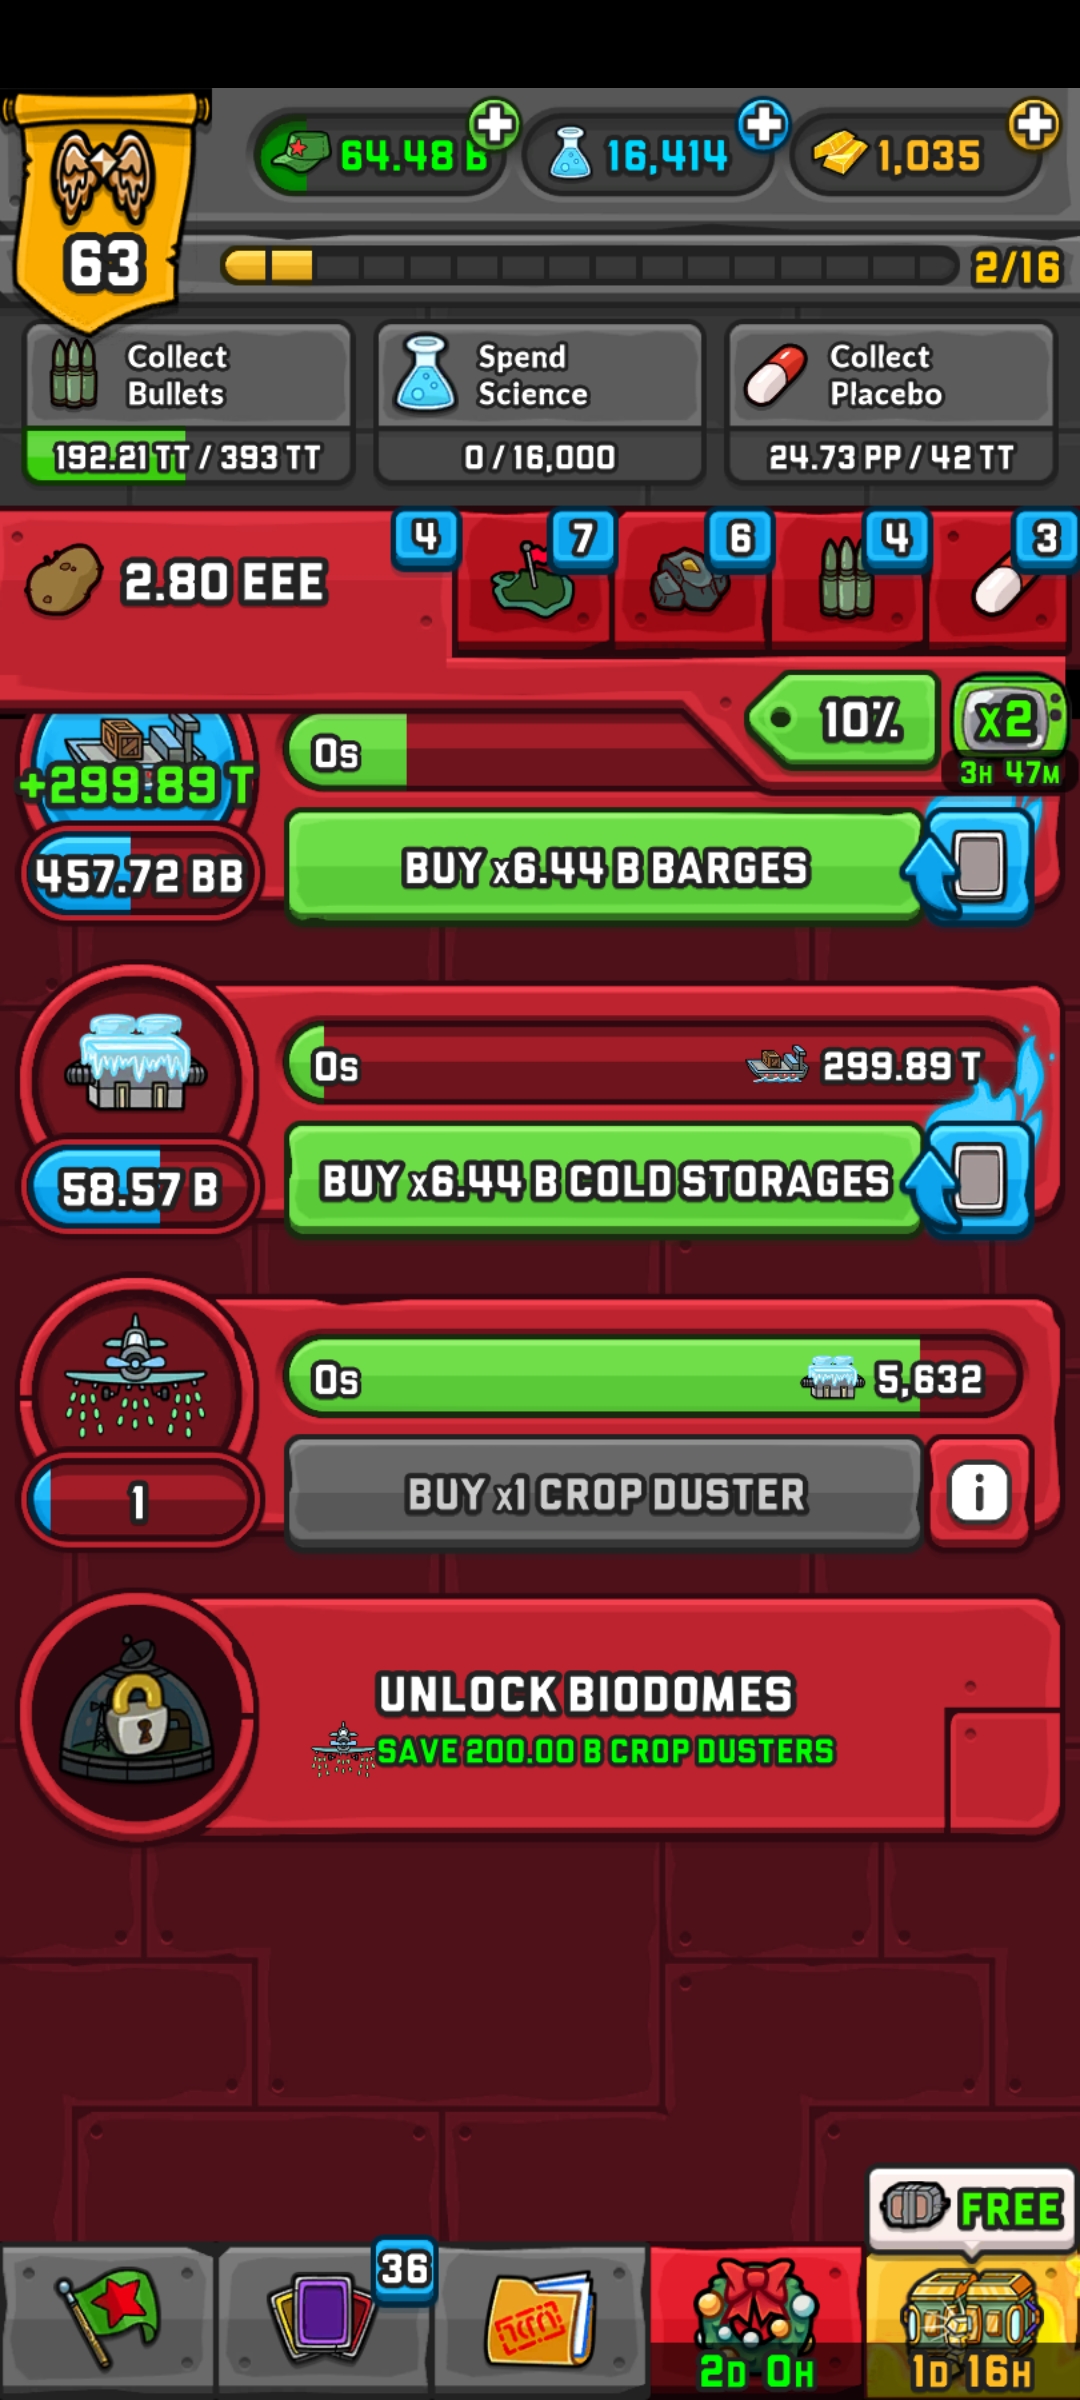 64.48 B
16,414
1,035
63
2/16
Collect
Bullets
192.21 TT / 393 TT
Spend
Science
0 / 16,000
Collect
Placebo
24.73 PP / 42 TT
2.80 EEE
4
7
6
4
3
10%
x2
3H 47M
+299.89 T
0s
457.72 BB
BUY x6.44 B BARGES
0s
299.89 T
58.57 B
BUY x6.44 B COLD STORAGES
0s
5,632
1
BUY x1 CROP DUSTER
i
UNLOCK BIODOMES
SAVE 200.00 B CROP DUSTERS
FREE
36
2D 0H
1D 16H